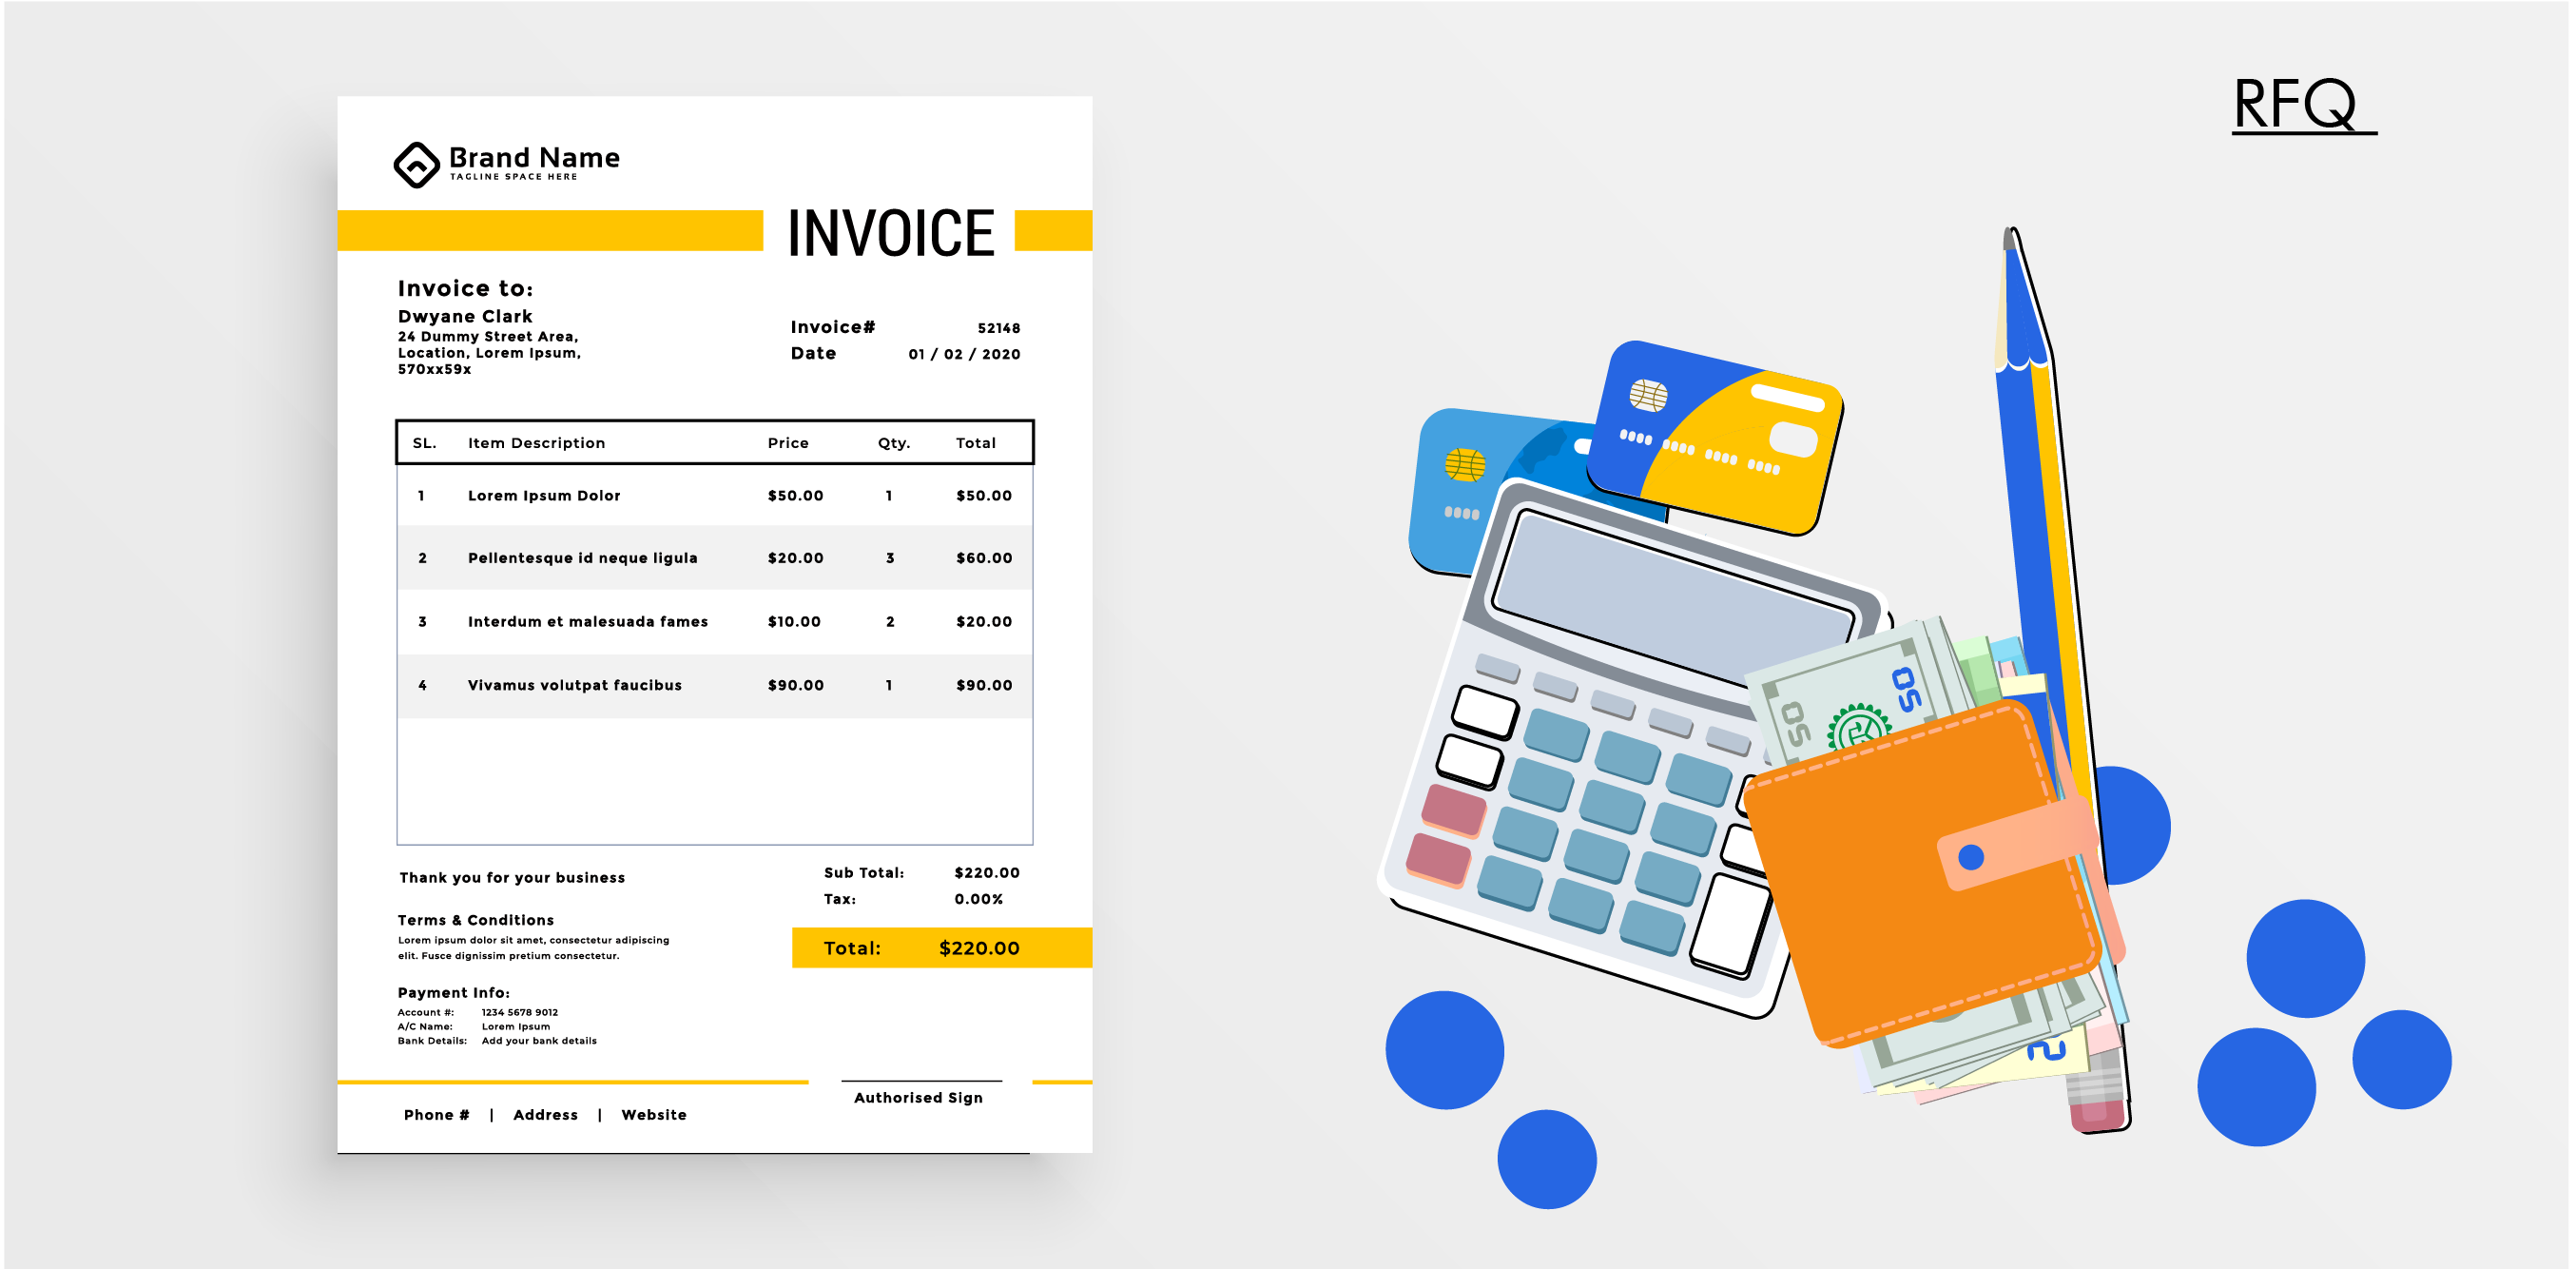 RFQ
Brand Name
TAGLINE SPACE HERE
INVOICE
Invoice to:
Dwyane Clark
24 Dummy Street Area,
Location, Lorem Ipsum,
570xx59x
Invoice# 52148
Date 01 / 02 / 2020
SL. Item Description Price Qty. Total
1 Lorem Ipsum Dolor $50.00 1 $50.00
2 Pellentesque id neque ligula $20.00 3 $60.00
3 Interdum et malesuada fames $10.00 2 $20.00
4 Vivamus volutpat faucibus $90.00 1 $90.00
Sub Total: $220.00
Thank you for your business
Tax: 0.00%
Total: $220.00
Terms & Conditions
Lorem ipsum dolor sit amet, consectetur adipiscing
elit. Fusce dignissim pretium consectetur.
Payment Info:
Account #: 1234 5678 9012
A/C Name: Lorem Ipsum
Bank Details: Add your bank details
Authorised Sign
Phone # | Address | Website
50
50
2